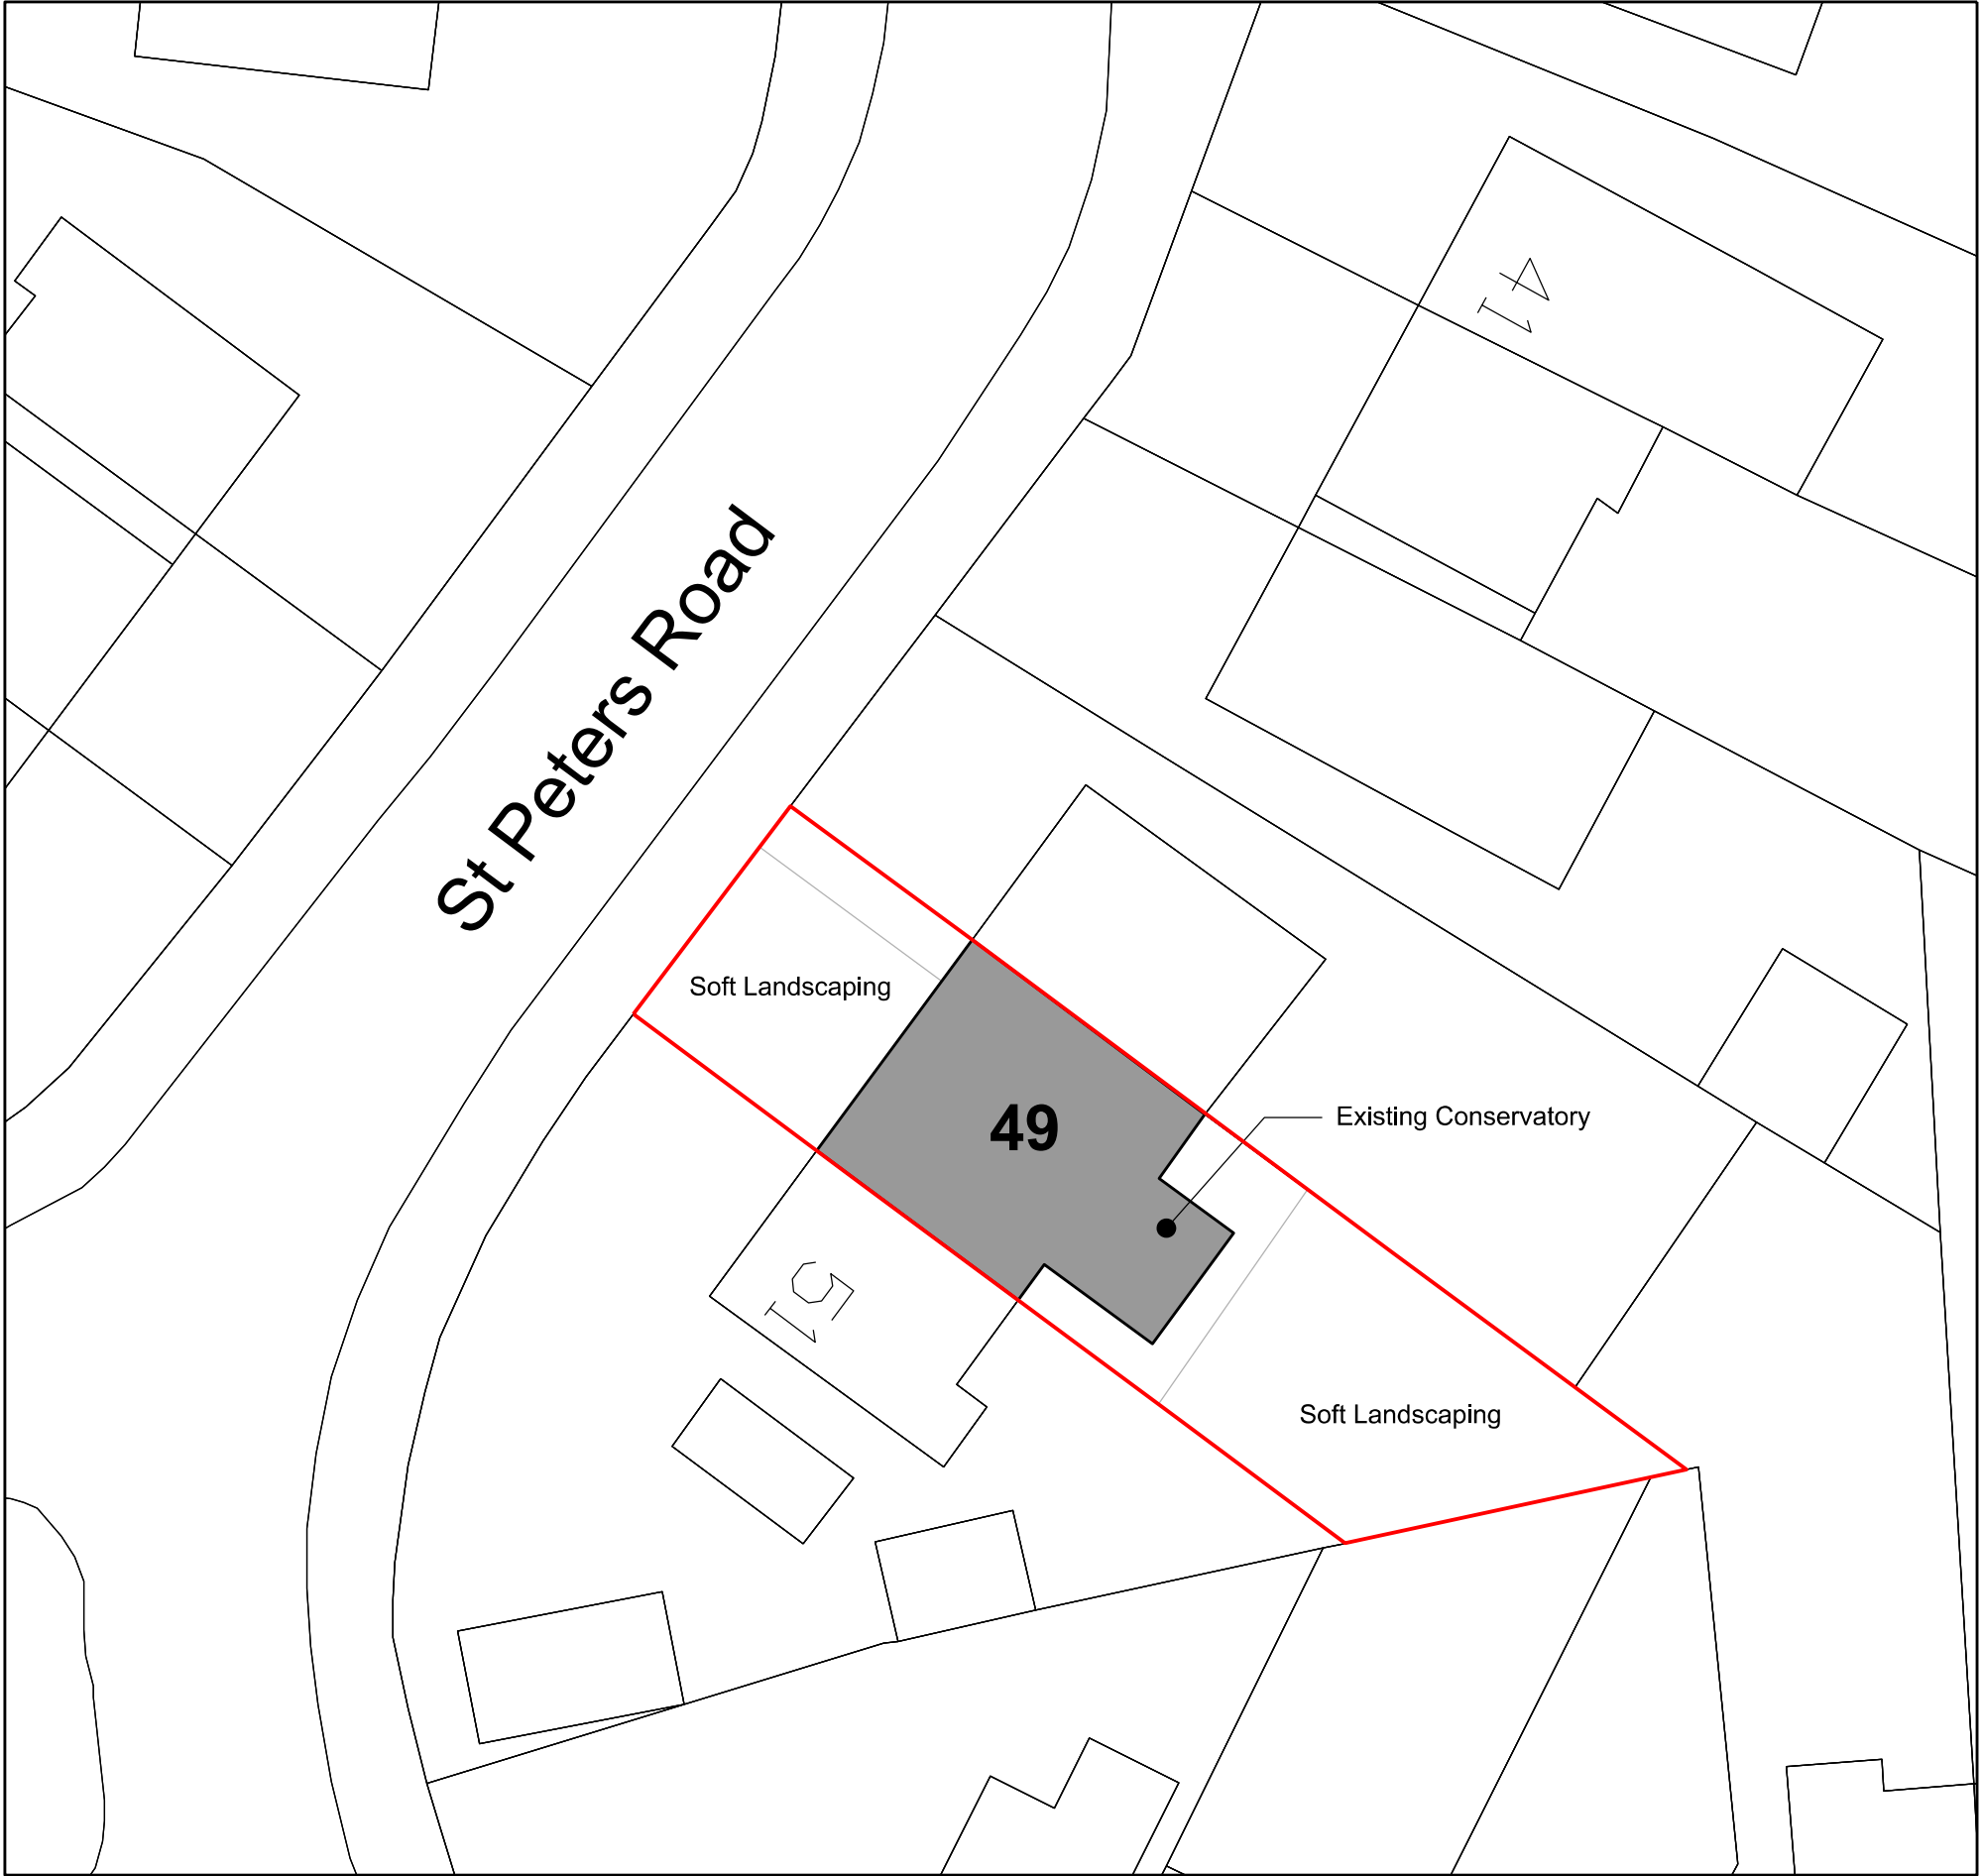 41
St Peters Road
Soft Landscaping
49
Existing Conservatory
51
Soft Landscaping